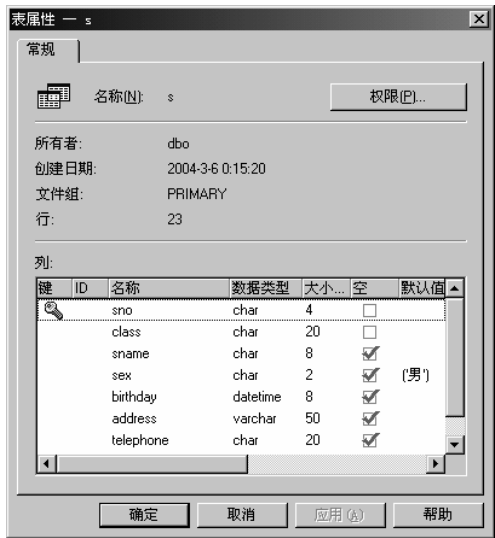 表属性 — s
常规
名称(N): s 权限(P)...
所有者: dbo
创建日期: 2004-3-6 0:15:20
文件组: PRIMARY
行: 23
列:
键 ID 名称 数据类型 大小... 空 默认值
sno char 4
class char 20
sname char 8
sex char 2 ('男')
birthday datetime 8
address varchar 50
telephone char 20
确定 取消 应用(A) 帮助